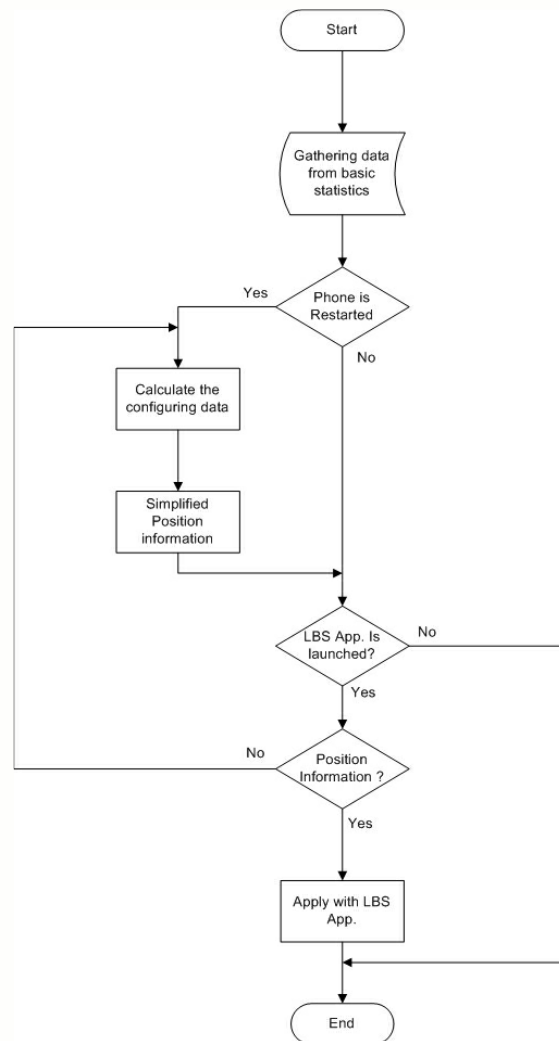 Start
Gathering data
from basic
statistics
Yes
Phone is
Restarted
No
Calculate the
configuring data
Simplified
Position
information
LBS App. Is
launched?
No
Yes
No
Position
Information ?
Yes
Apply with LBS
App.
End